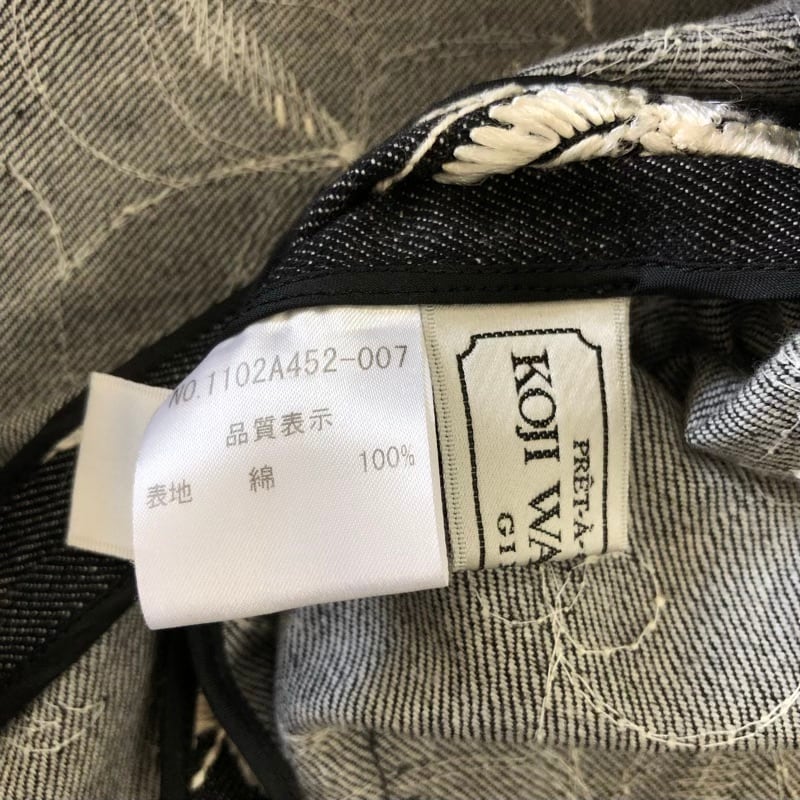 NO.1102A452-007
品質表示
表地 綿 100%
PRÊT-À-
KOJI WA
GI